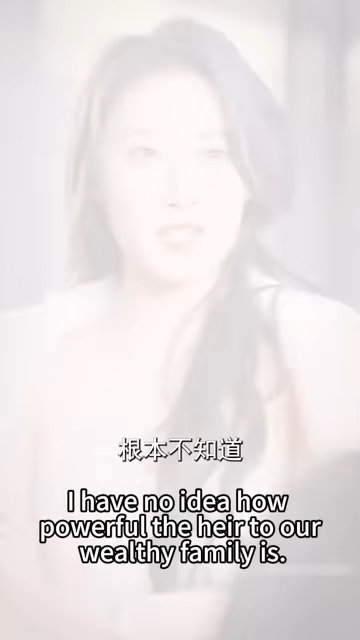 根本不知道
I have no idea how
powerful the heir to our
wealthy family is.